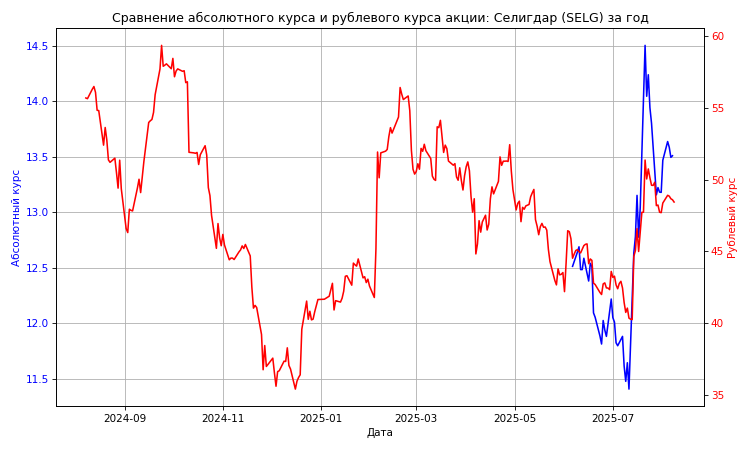 Сравнение абсолютного курса и рублевого курса акции: Селигдар (SELG) за год
14.5
14.0
13.5
13.0
12.5
12.0
11.5
Абсолютный курс
60
55
50
45
40
35
Рублевый курс
2024-09 2024-11 2025-01 2025-03 2025-05 2025-07
Дата